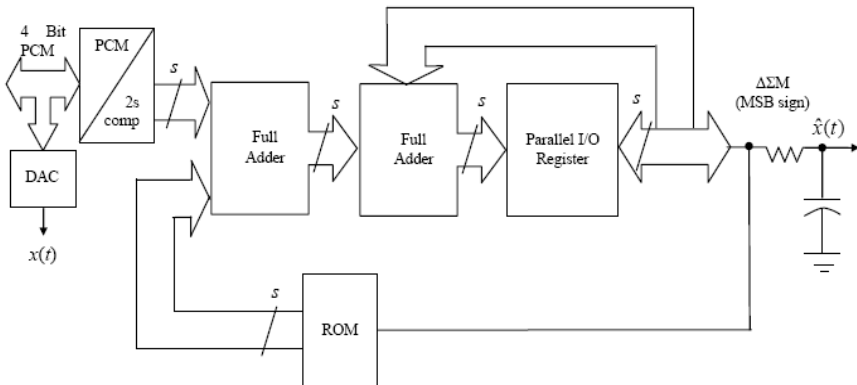 4 Bit
PCM
PCM
2s
comp
s
DAC
x(t)
Full
Adder
s
Full
Adder
s
Parallel I/O
Register
s
ΔΣM
(MSB sign)
x̂(t)
s
ROM